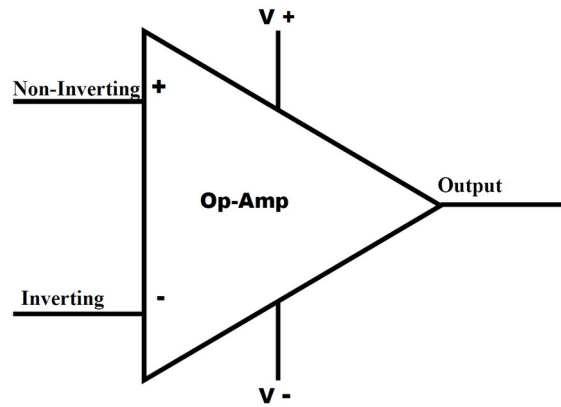 V +
Non-Inverting
+
Op-Amp
Output
Inverting
-
V -